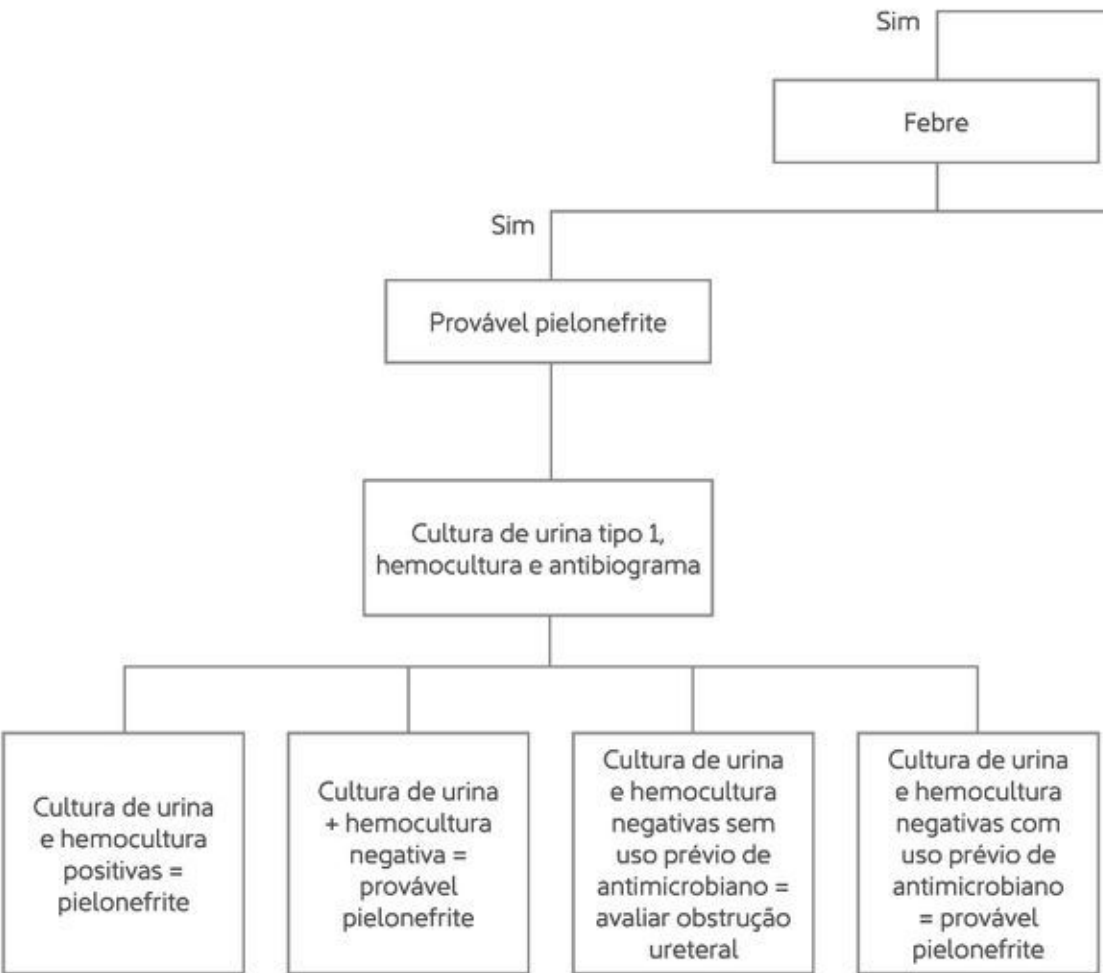 Sim
Febre
Sim
Provável pielonefrite
Cultura de urina tipo 1,
hemocultura e antibiograma
Cultura de urina
e hemocultura
positivas =
pielonefrite
Cultura de urina
+ hemocultura
negativa =
provável
pielonefrite
Cultura de urina
e hemocultura
negativas sem
uso prévio de
antimicrobiano =
avaliar obstrução
ureteral
Cultura de urina
e hemocultura
negativas com
uso prévio de
antimicrobiano
= provável
pielonefrite